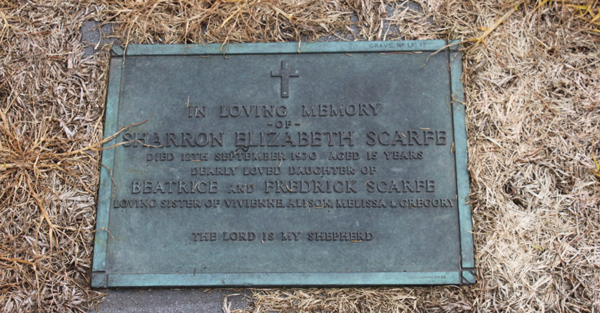 IN LOVING MEMORY
-OF-
SHARRON ELIZABETH SCARFE
DIED 12TH SEPTEMBER 1970 AGED 15 YEARS
DEARLY LOVED DAUGHTER OF
BEATRICE AND FREDRICK SCARFE
LOVING SISTER OF VIVIENNE, ALISON, MELISSA & GREGORY
THE LORD IS MY SHEPHERD